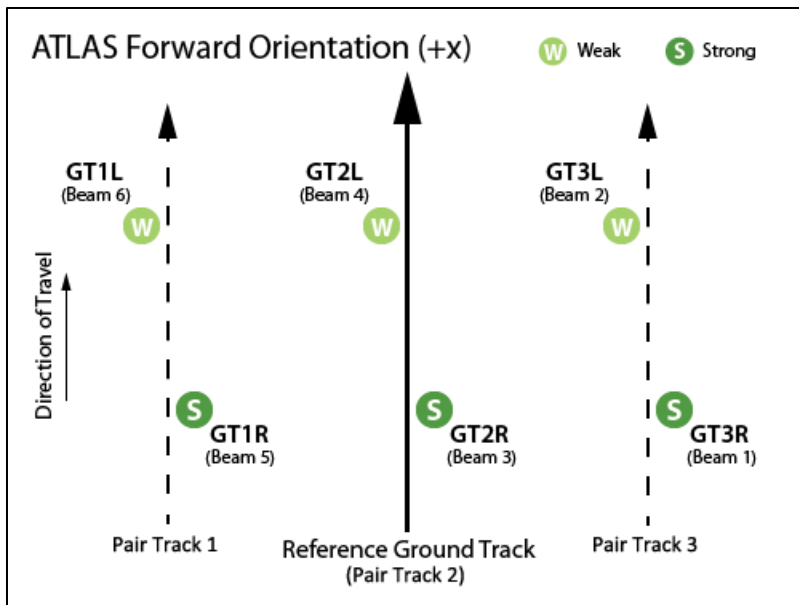 ATLAS Forward Orientation (+x)
W Weak
S Strong
GT1L
(Beam 6)
W
GT2L
(Beam 4)
W
GT3L
(Beam 2)
W
Direction of Travel
S
GT1R
(Beam 5)
S
GT2R
(Beam 3)
S
GT3R
(Beam 1)
Pair Track 1
Reference Ground Track
(Pair Track 2)
Pair Track 3